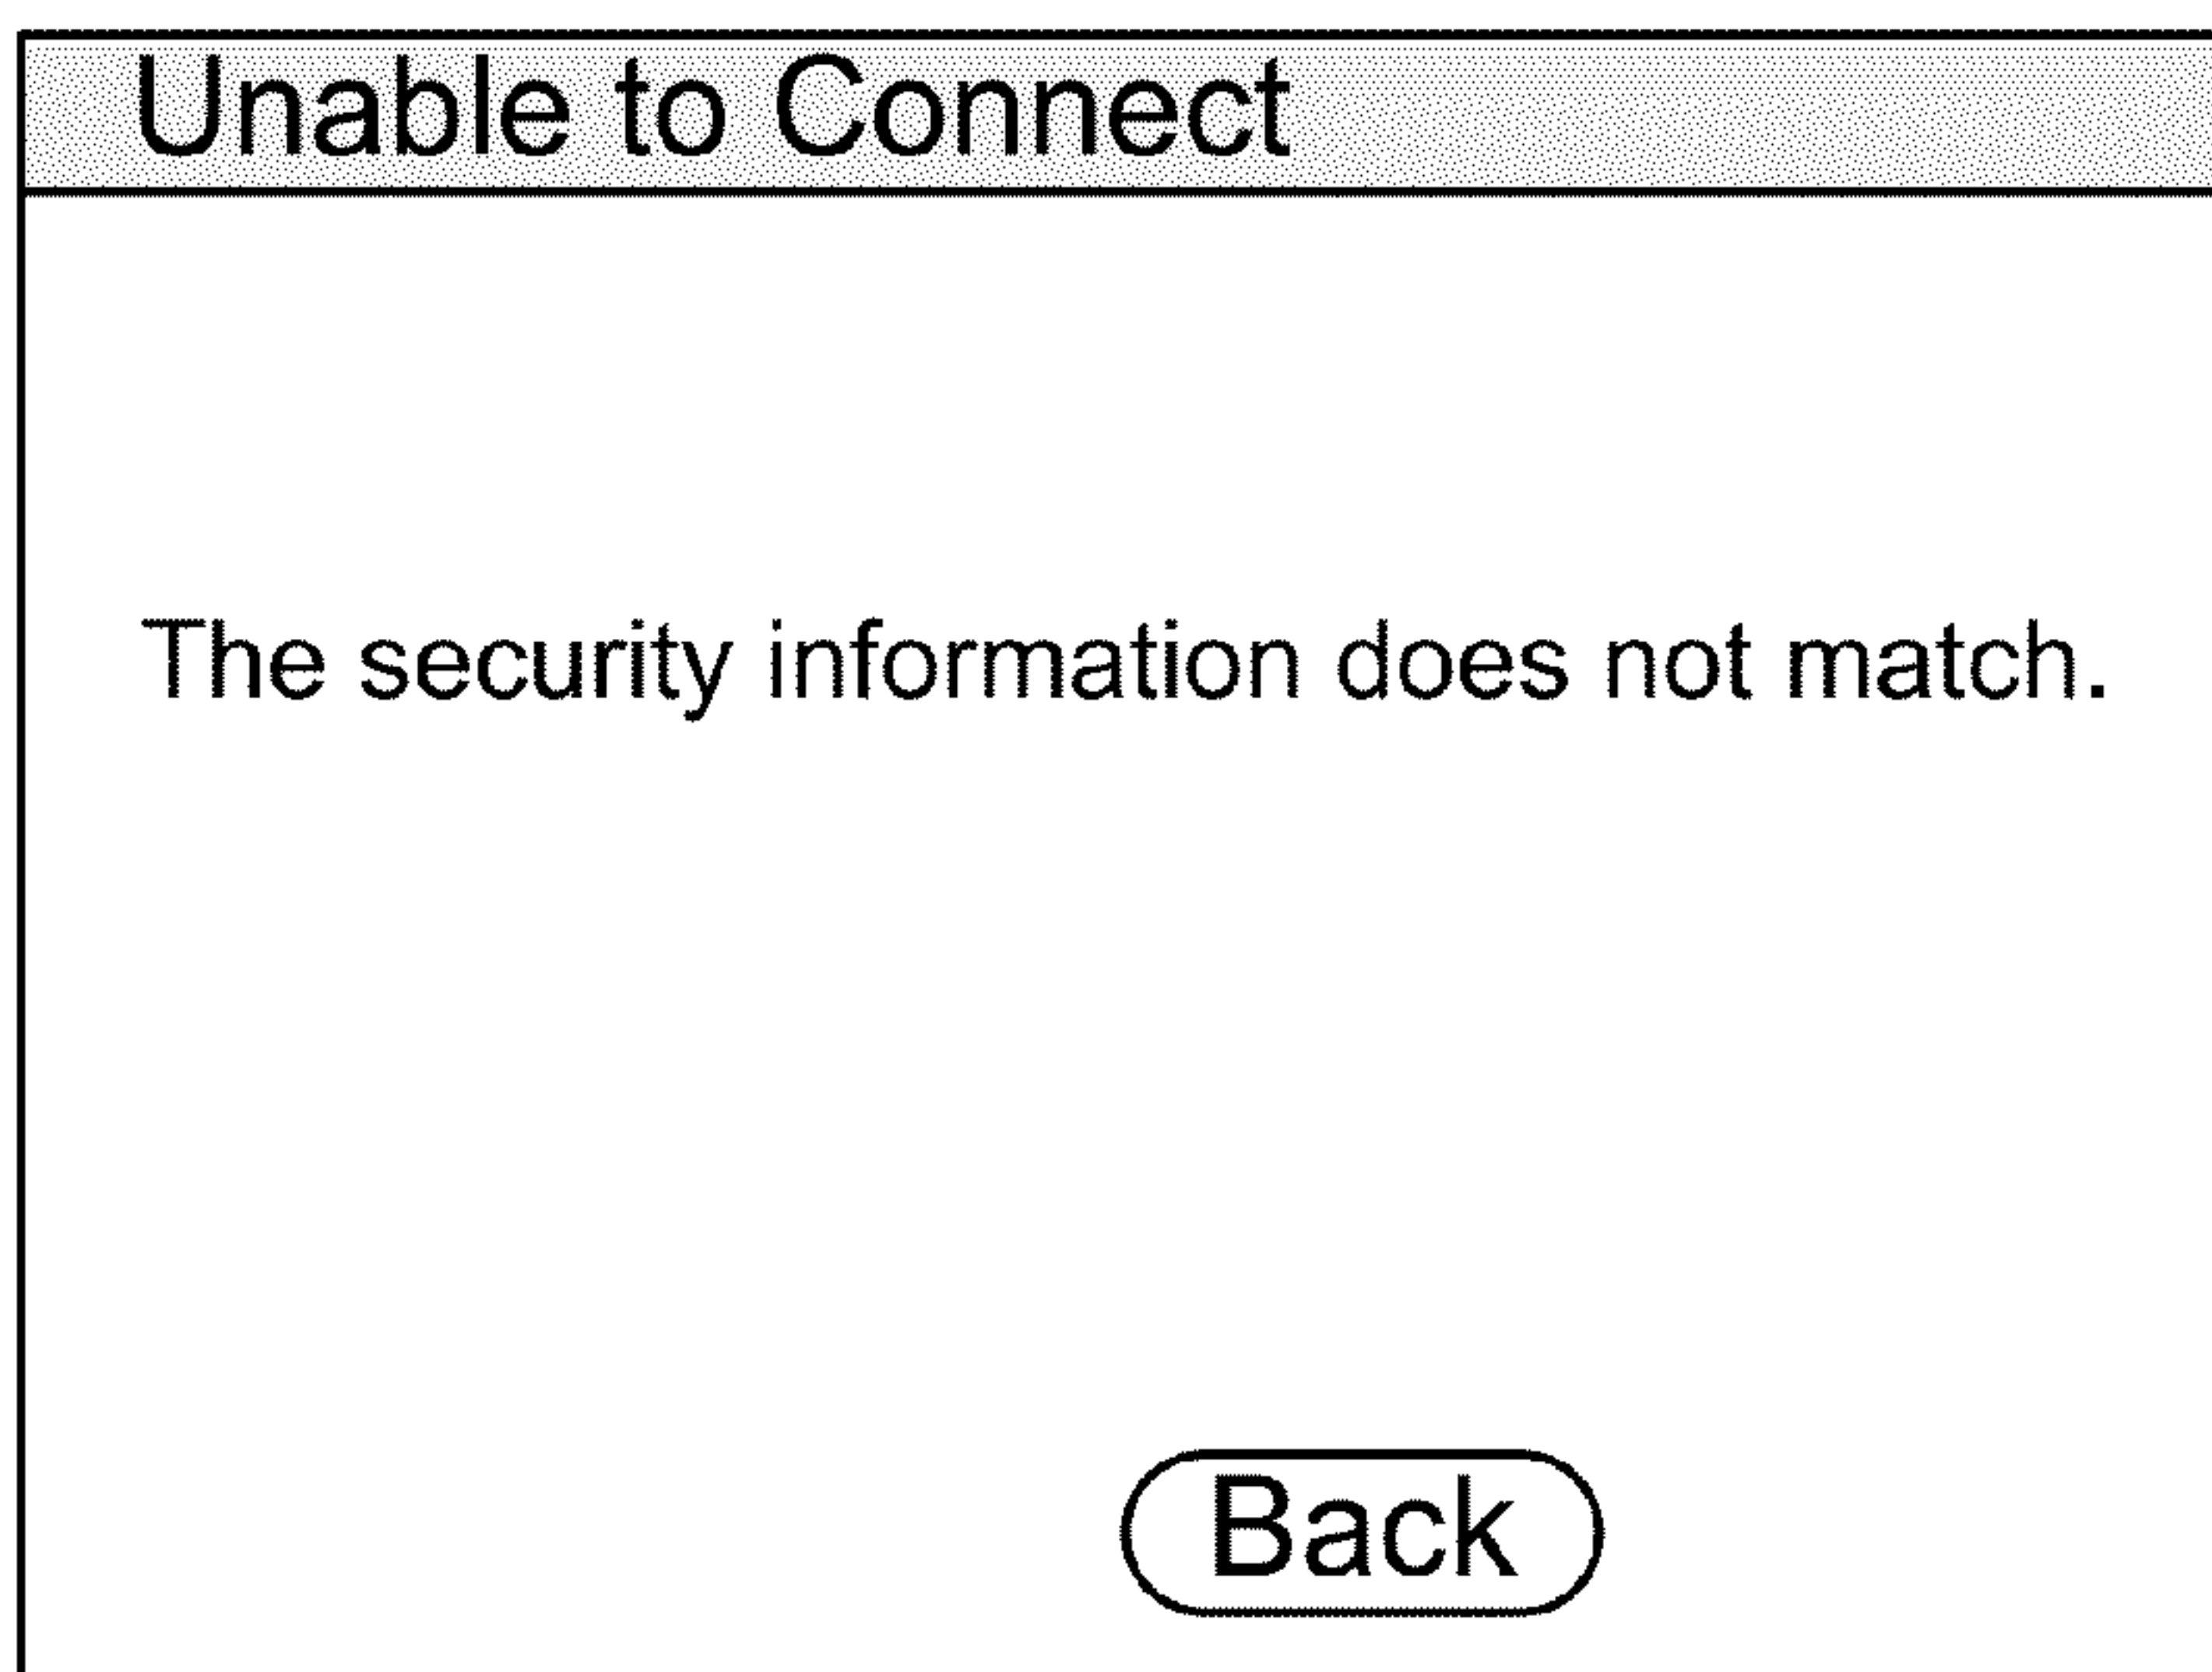 Unable to Connect
The security information does not match.
Back